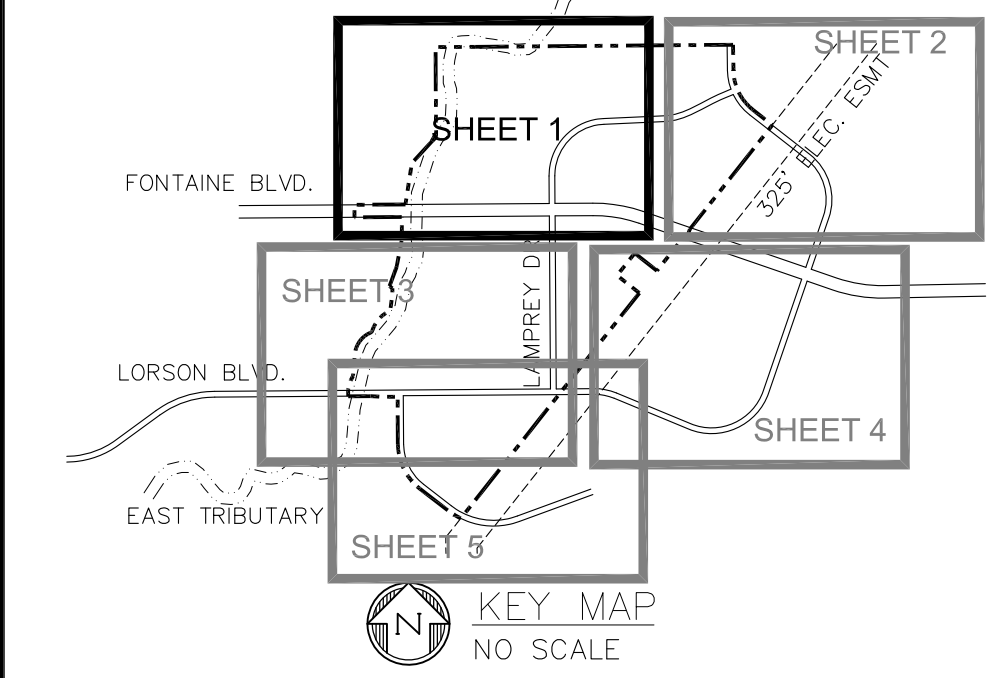 SHEET 2
SHEET 1
325' ELEC. ESMT
FONTAINE BLVD.
SHEET 3
LAMPREY DR
LORSON BLVD.
SHEET 4
EAST TRIBUTARY
SHEET 5
N
KEY MAP
NO SCALE